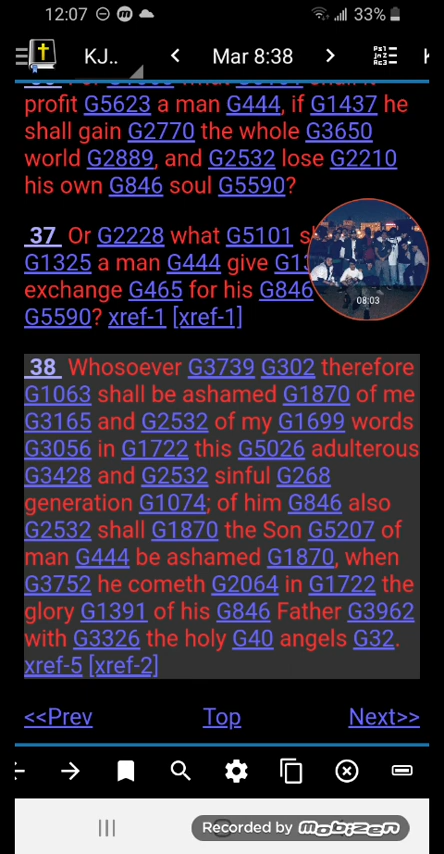 12:07 33%
KJ.. Mar 8:38
profit G5623 a man G444, if G1437 he
shall gain G2770 the whole G3650
world G2889, and G2532 lose G2210
his own G846 soul G5590?
37 Or G2228 what G5101
G1325 a man G444 give
exchange G465 for his G846
G5590? xref-1 [xref-1]
08:03
38 Whosoever G3739 G302 therefore
G1063 shall be ashamed G1870 of me
G3165 and G2532 of my G1699 words
G3056 in G1722 this G5026 adulterous
G3428 and G2532 sinful G268
generation G1074; of him G846 also
G2532 shall G1870 the Son G5207 of
man G444 be ashamed G1870, when
G3752 he cometh G2064 in G1722 the
glory G1391 of his G846 Father G3962
with G3326 the holy G40 angels G32.
xref-5 [xref-2]
<<Prev Top Next>>
Recorded by Mobizen